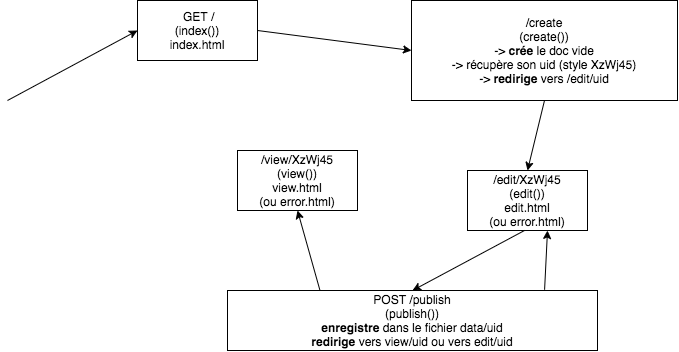 GET /
(index())
index.html
/create
(create())
-> crée le doc vide
-> récupère son uid (style XzWj45)
-> redirige vers /edit/uid
/view/XzWj45
(view())
view.html
(ou error.html)
/edit/XzWj45
(edit())
edit.html
(ou error.html)
POST /publish
(publish())
enregistre dans le fichier data/uid
redirige vers view/uid ou vers edit/uid